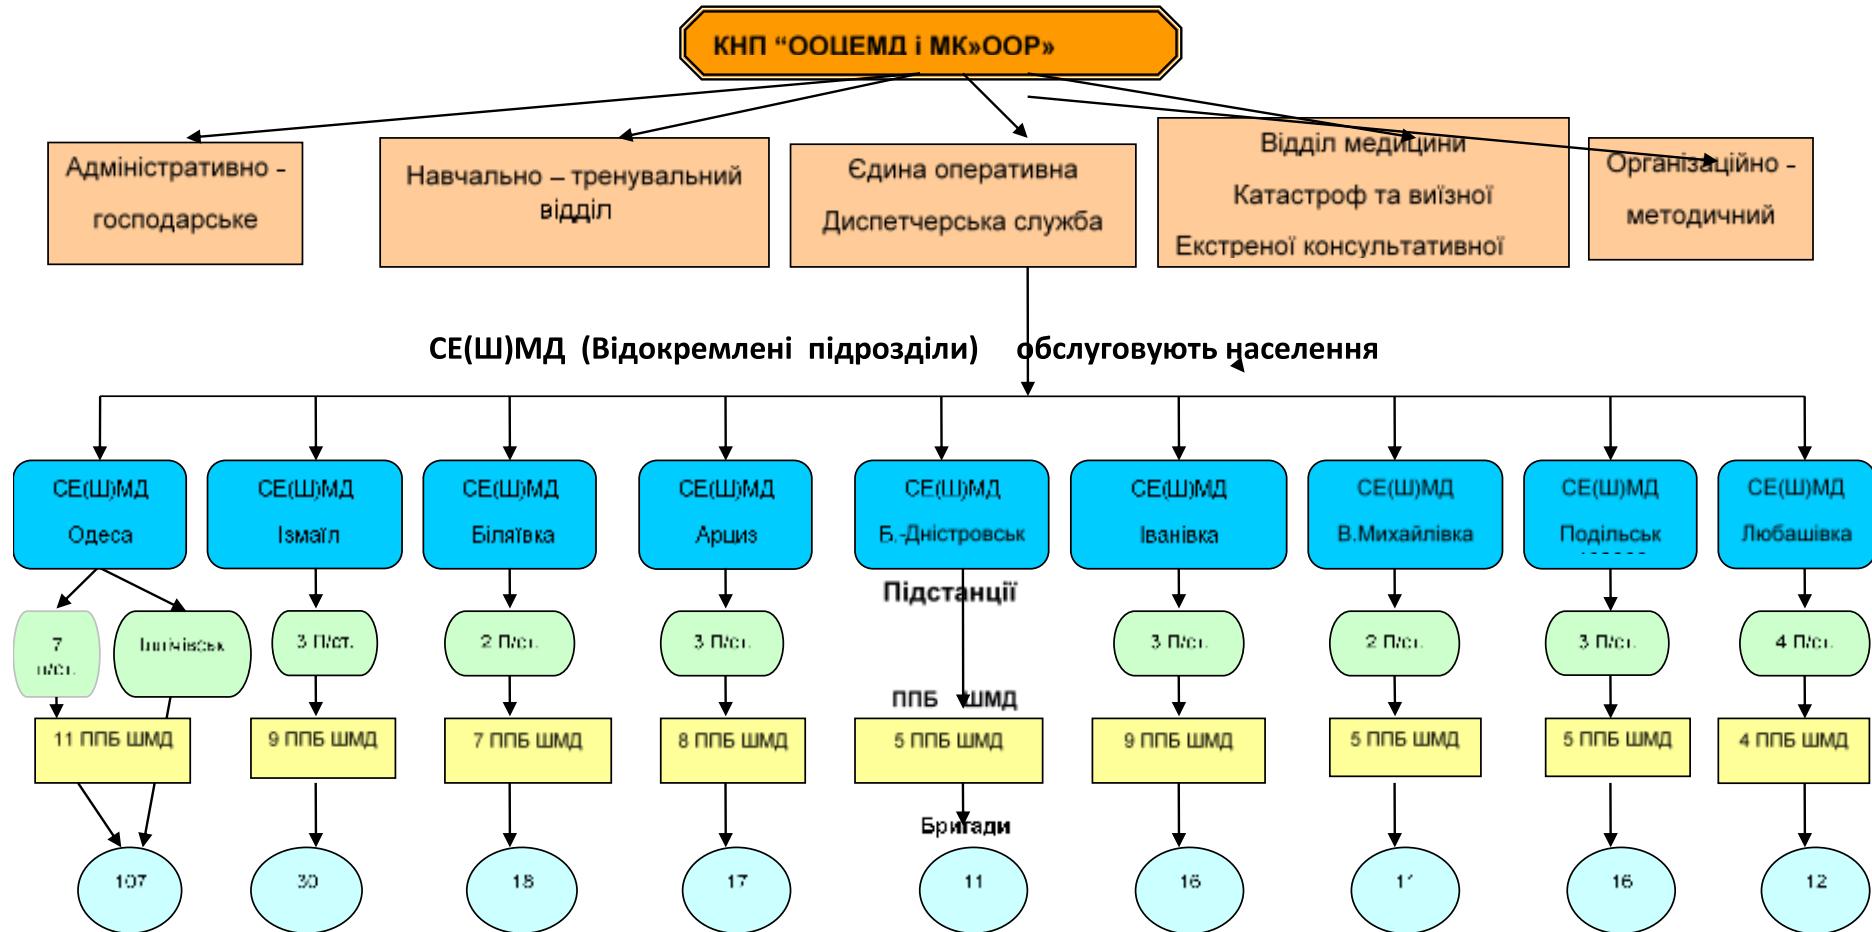 КНП “ООЦЕМД і МК»ООР»
Адміністративно -
господарське
Навчально – тренувальний
відділ
Єдина оперативна
Диспетчерська служба
Відділ медицини
Катастроф та виїзної
Екстреної консультативної
Організаційно -
методичний
СЕ(Ш)МД (Відокремлені підрозділи) обслуговують населення
СЕ(Ш)МД
Одеса
СЕ(Ш)МД
Ізмаїл
СЕ(Ш)МД
Біляївка
СЕ(Ш)МД
Арциз
СЕ(Ш)МД
Б.-Дністровськ
СЕ(Ш)МД
Іванівка
СЕ(Ш)МД
В.Михайлівка
СЕ(Ш)МД
Подільськ
СЕ(Ш)МД
Любашівка
Підстанції
7
п/ст.
Іллічівськ
3 П/ст.
2 П/ст.
3 П/ст.
3 П/ст.
2 П/ст.
3 П/ст.
4 П/ст.
ППБ ШМД
11 ППБ ШМД
9 ППБ ШМД
7 ППБ ШМД
8 ППБ ШМД
5 ППБ ШМД
9 ППБ ШМД
5 ППБ ШМД
5 ППБ ШМД
4 ППБ ШМД
Бригади
107
30
18
17
11
16
11
16
12